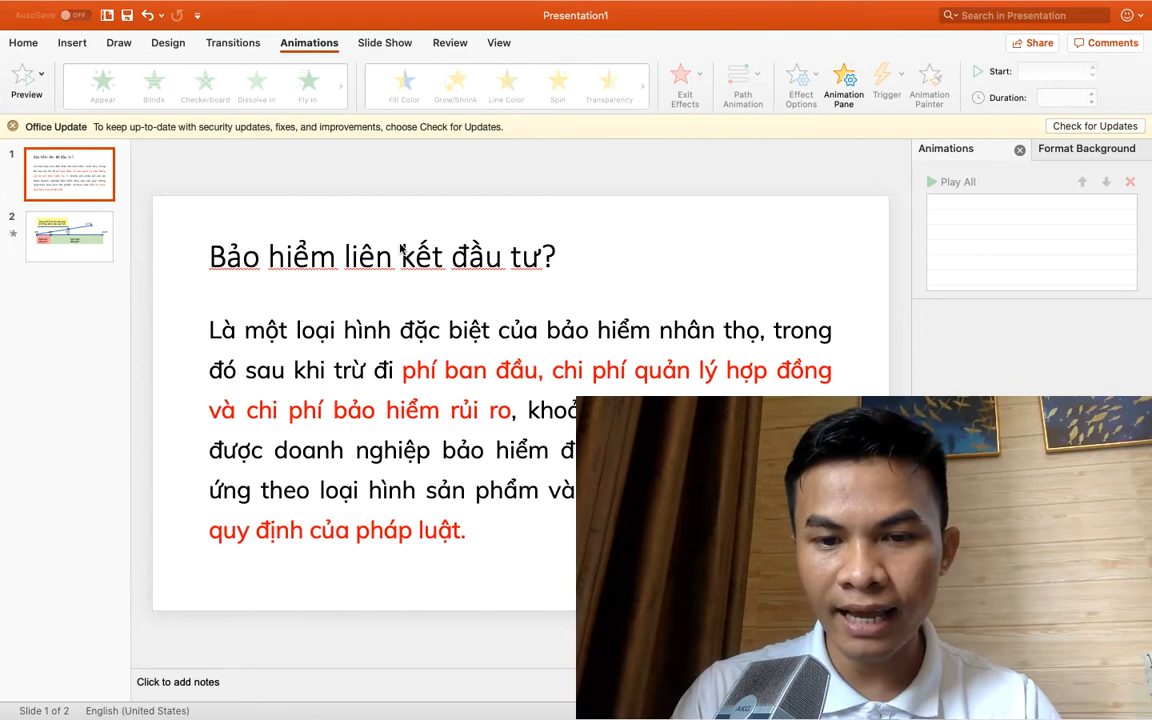 AutoSave OFF
Presentation1
Search in Presentation
Home Insert Draw Design Transitions Animations Slide Show Review View
Share Comments
Preview
Appear Blinds Checkerboard Dissolve In Fly In
Fill Color Grow/Shrink Line Color Spin Transparency
Exit Effects
Path Animation
Effect Options
Animation Pane
Trigger
Animation Painter
Start:
Duration:
Office Update To keep up-to-date with security updates, fixes, and improvements, choose Check for Updates.
Check for Updates
Animations
Format Background
Play All
1
2
Bảo hiểm liên kết đầu tư?
Là một loại hình đặc biệt của bảo hiểm nhân thọ, trong
đó sau khi trừ đi phí ban đầu, chi phí quản lý hợp đồng
và chi phí bảo hiểm rủi ro,
được doanh nghiệp bảo hiểm
ứng theo loại hình sản phẩm và
quy định của pháp luật.
Click to add notes
Slide 1 of 2 English (United States)
AKG